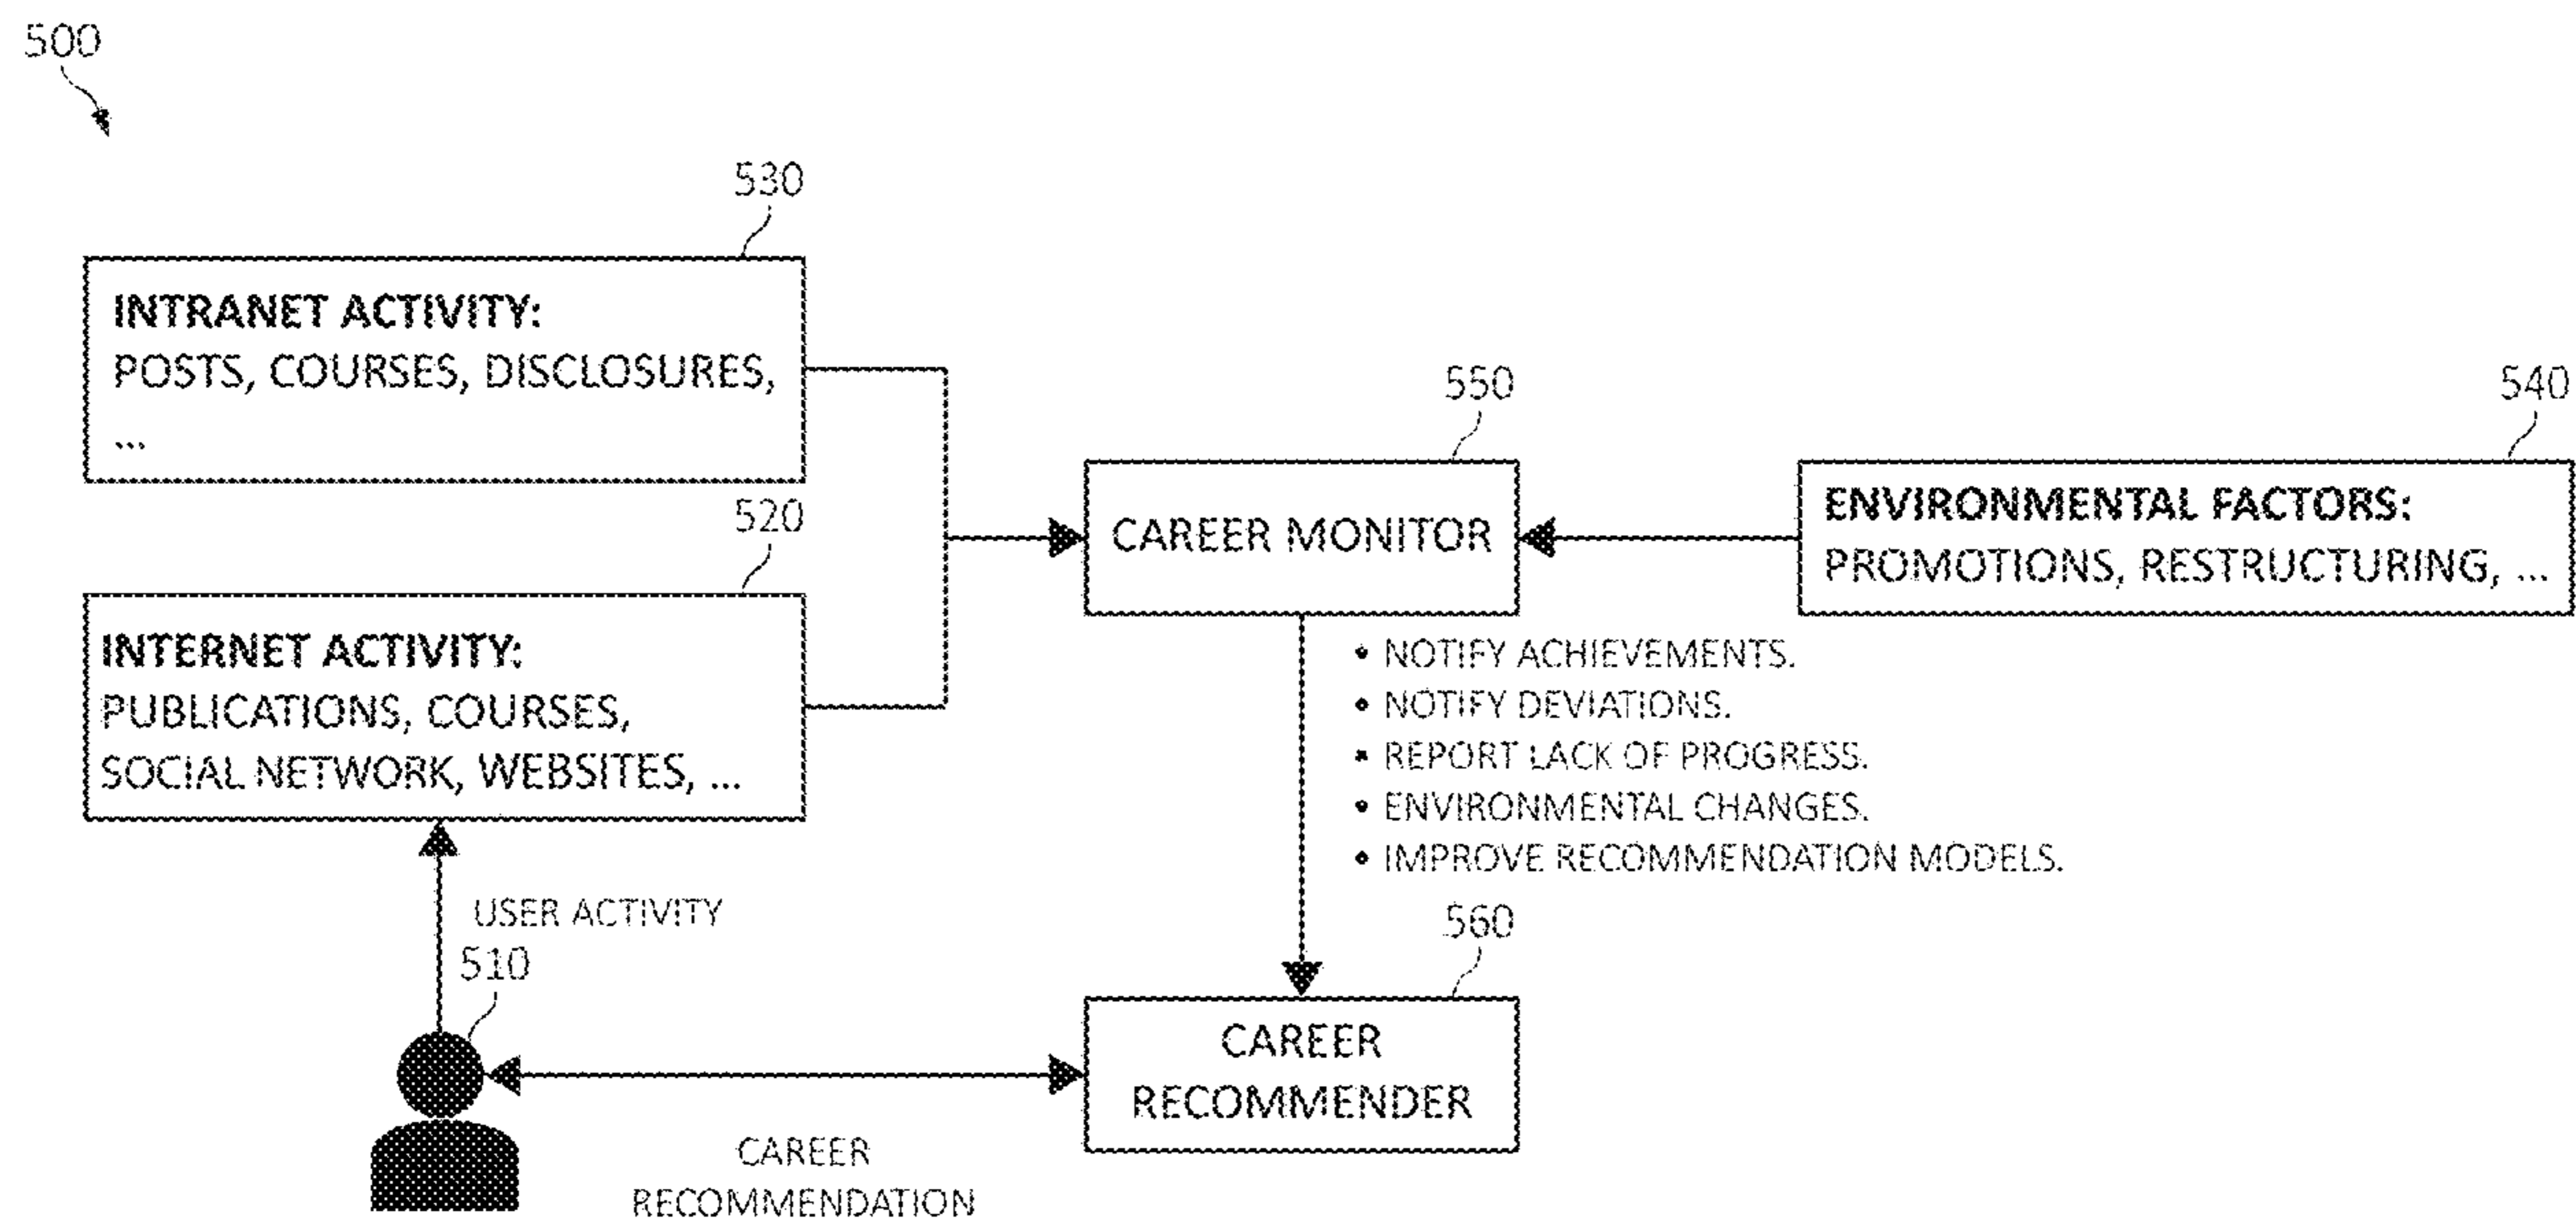 500
530
INTRANET ACTIVITY:
POSTS, COURSES, DISCLOSURES,
...
520
INTERNET ACTIVITY:
PUBLICATIONS, COURSES,
SOCIAL NETWORK, WEBSITES, ...
USER ACTIVITY
510
550
CAREER MONITOR
540
ENVIRONMENTAL FACTORS:
PROMOTIONS, RESTRUCTURING, ...
• NOTIFY ACHIEVEMENTS.
• NOTIFY DEVIATIONS.
• REPORT LACK OF PROGRESS.
• ENVIRONMENTAL CHANGES.
• IMPROVE RECOMMENDATION MODELS.
560
CAREER
RECOMMENDER
CAREER
RECOMMENDATION